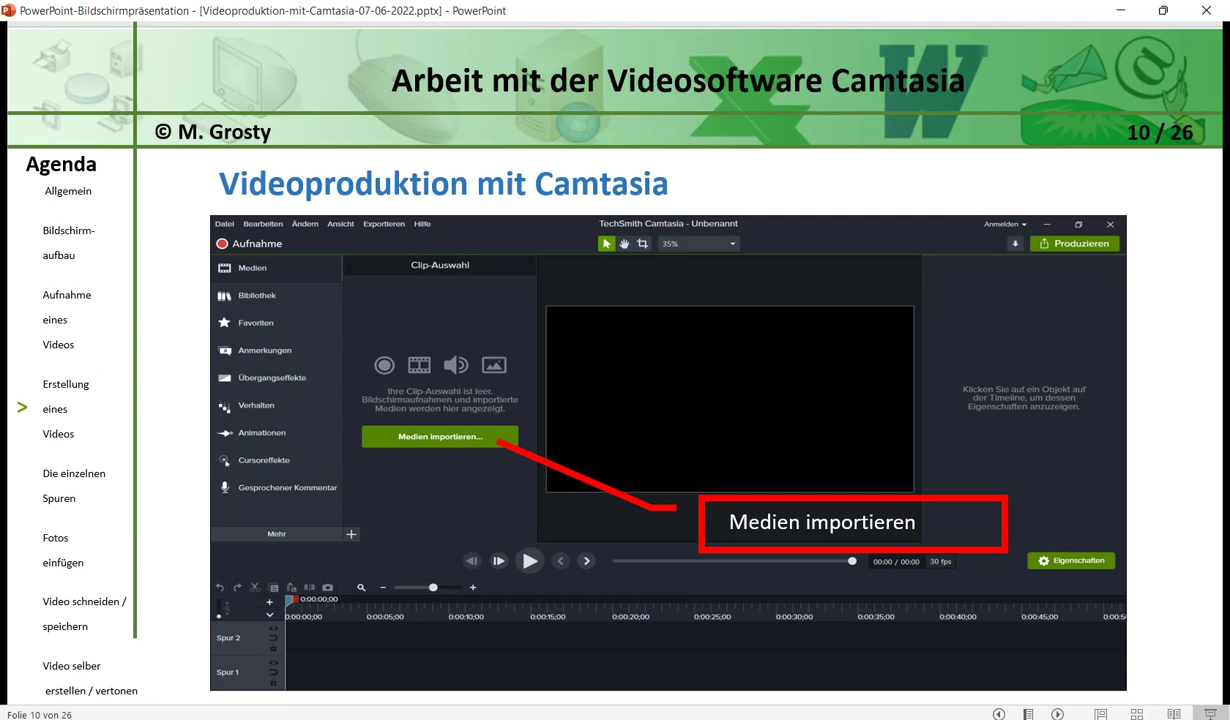 PowerPoint-Bildschirmpräsentation - [Videoproduktion-mit-Camtasia-07-06-2022.pptx] - PowerPoint
Arbeit mit der Videosoftware Camtasia
© M. Grosty
10 / 26
Agenda
Allgemein
Bildschirm-
aufbau
Aufnahme
eines
Videos
Erstellung
> eines
Videos
Die einzelnen
Spuren
Fotos
einfügen
Video schneiden /
speichern
Video selber
erstellen / vertonen
Videoproduktion mit Camtasia
Datei Bearbeiten Ändern Ansicht Exportieren Hilfe
TechSmith Camtasia - Unbenannt
Anmelden
Aufnahme
35%
Produzieren
Medien
Bibliothek
Favoriten
Anmerkungen
Übergangseffekte
Verhalten
Animationen
Cursoreffekte
Gesprochener Kommentar
Mehr
Clip-Auswahl
Ihre Clip-Auswahl ist leer.
Bildschirmaufnahmen und importierte
Medien werden hier angezeigt.
Medien importieren...
Klicken Sie auf ein Objekt auf
der Timeline, um dessen
Eigenschaften anzuzeigen.
Medien importieren
00:00 / 00:00 30 fps
Eigenschaften
0:00:00;00
0:00:00;00 0:00:05;00 0:00:10;00 0:00:15;00 0:00:20;00 0:00:25;00 0:00:30;00 0:00:35;00 0:00:40;00 0:00:45;00 0:00:5
Spur 2
Spur 1
Folie 10 von 26